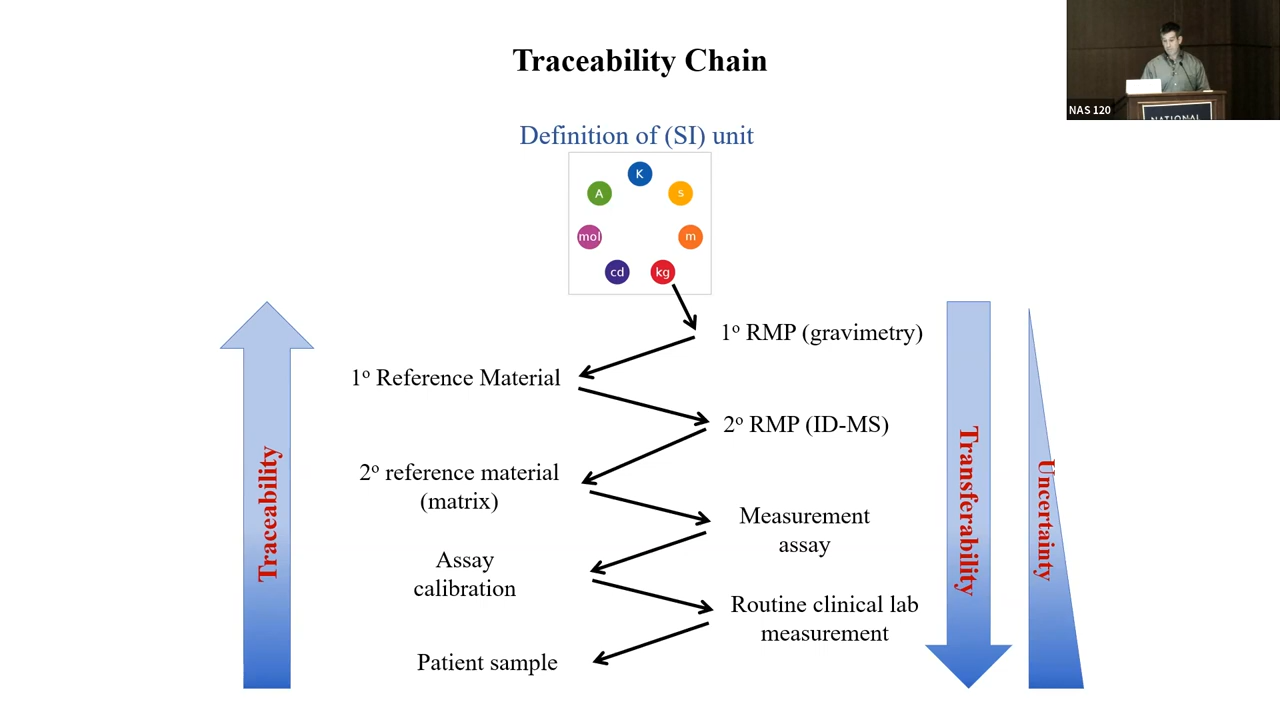 Traceability Chain
NAS 120
NATIONAL
Definition of (SI) unit
K
A
s
mol
m
cd
kg
1º RMP (gravimetry)
1º Reference Material
2º RMP (ID-MS)
2º reference material
(matrix)
Measurement
assay
Assay
calibration
Routine clinical lab
measurement
Patient sample
Traceability
Transferability
Uncertainty